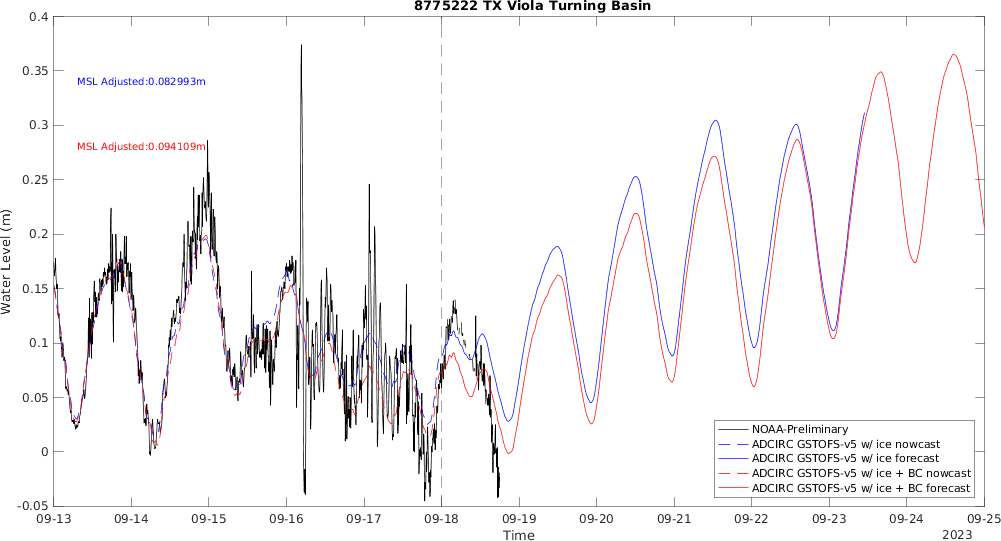 8775222 TX Viola Turning Basin
0.4
0.35
0.3
0.25
0.2
0.15
0.1
0.05
0
-0.05
Water Level (m)
MSL Adjusted:0.082993m
MSL Adjusted:0.094109m
NOAA-Preliminary
ADCIRC GSTOFS-v5 w/ ice nowcast
ADCIRC GSTOFS-v5 w/ ice forecast
ADCIRC GSTOFS-v5 w/ ice + BC nowcast
ADCIRC GSTOFS-v5 w/ ice + BC forecast
09-13 09-14 09-15 09-16 09-17 09-18 09-19 09-20 09-21 09-22 09-23 09-24 09-25
Time
2023